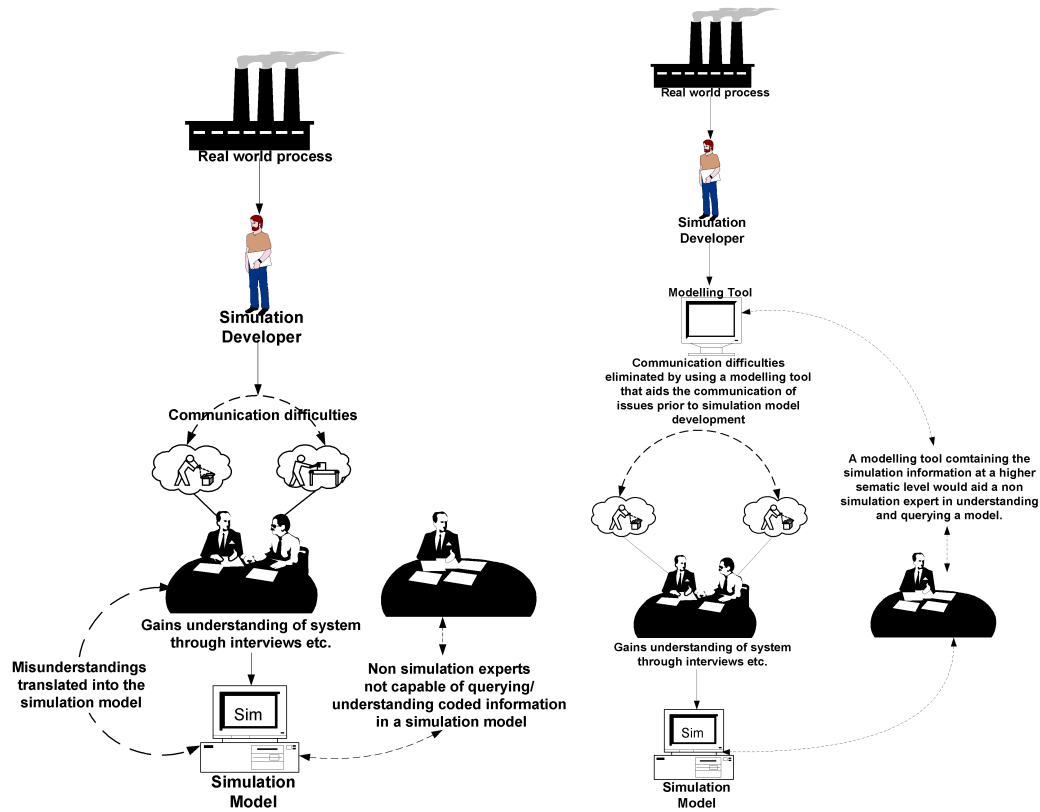 Real world process
Simulation
Developer
Communication difficulties
Gains understanding of system
through interviews etc.
Misunderstandings
translated into the
simulation model
Non simulation experts
not capable of querying/
understanding coded information
in a simulation model
Sim
Simulation
Model
Real world process
Simulation
Developer
Modelling Tool
Communication difficulties
eliminated by using a modelling tool
that aids the communication of
issues prior to simulation model
development
A modelling tool comtaining the
simulation information at a higher
sematic level would aid a non
simulation expert in understanding
and querying a model.
Gains understanding of system
through interviews etc.
Sim
Simulation
Model